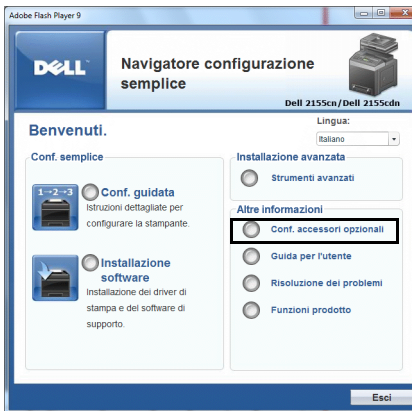 Adobe Flash Player 9
DELL
Navigatore configurazione
semplice
Dell 2155cn/Dell 2155cdn
Benvenuti.
Lingua:
Italiano
Conf. semplice
1-2-3
Conf. guidata
Istruzioni dettagliate per
configurare la stampante.
Installazione
software
Installazione dei driver di
stampa e del software di
supporto.
Installazione avanzata
Strumenti avanzati
Altre informazioni
Conf. accessori opzionali
Guida per l'utente
Risoluzione dei problemi
Funzioni prodotto
Esci